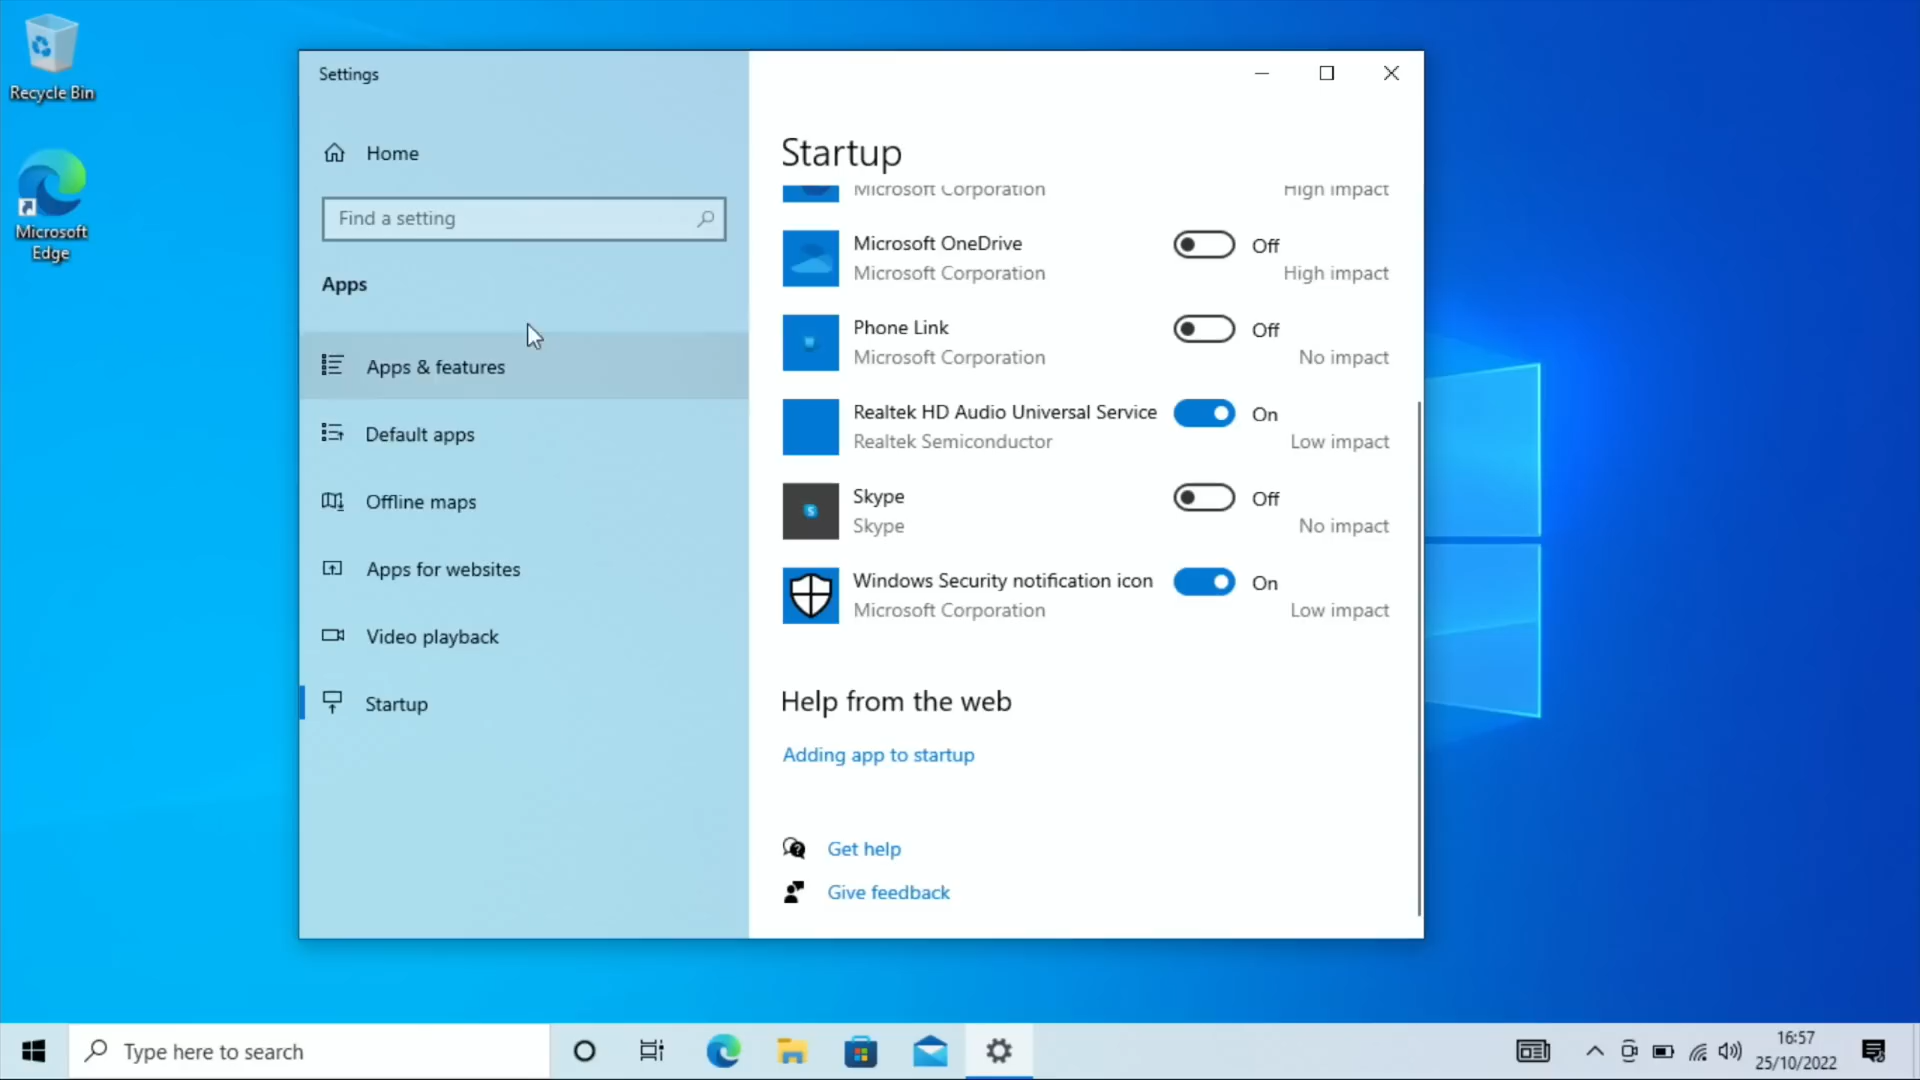 Recycle Bin
Microsoft
Edge
Settings
Home
Find a setting
Apps
Apps & features
Default apps
Offline maps
Apps for websites
Video playback
Startup
Startup
Microsoft Corporation
High impact
Microsoft OneDrive
Off
Microsoft Corporation
High impact
Phone Link
Off
Microsoft Corporation
No impact
Realtek HD Audio Universal Service
On
Realtek Semiconductor
Low impact
Skype
Off
Skype
No impact
Windows Security notification icon
On
Microsoft Corporation
Low impact
Help from the web
Adding app to startup
Get help
Give feedback
Type here to search
16:57
25/10/2022